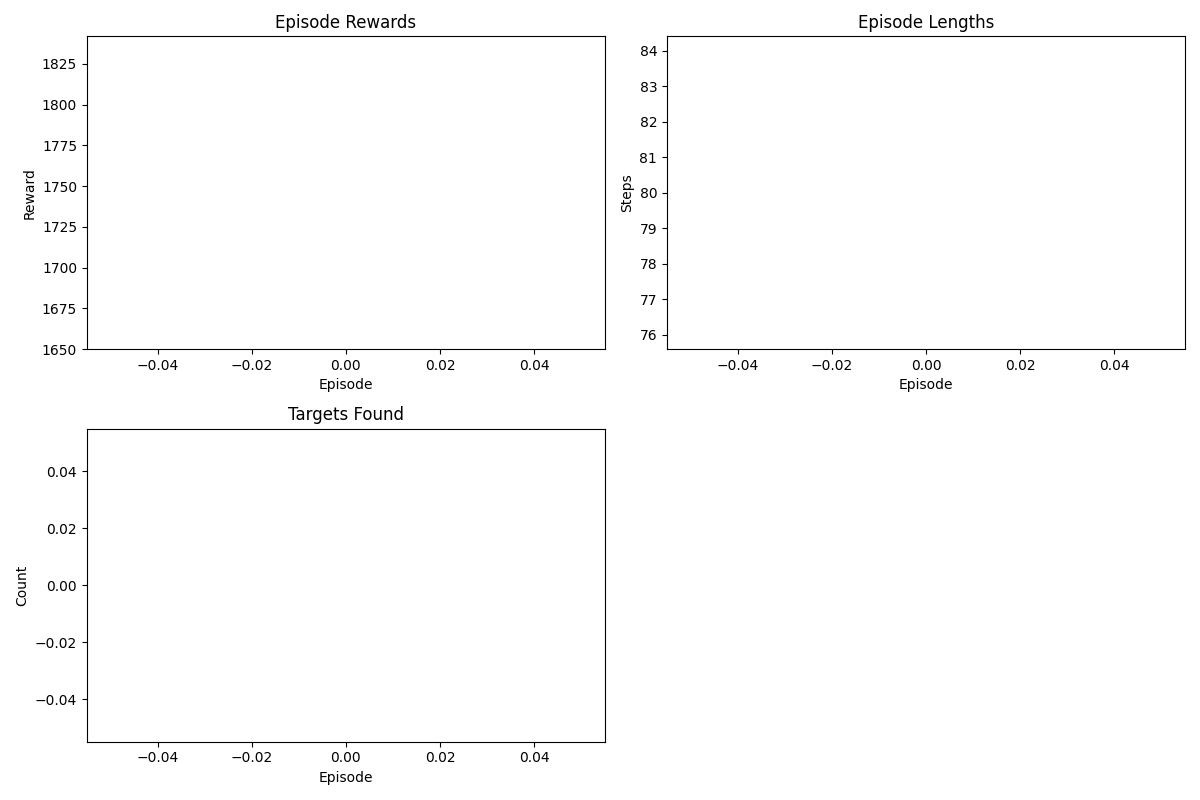 Episode Rewards
1825
1800
1775
1750
1725
1700
1675
1650
Reward
−0.04 −0.02 0.00 0.02 0.04
Episode
Episode Lengths
84
83
82
81
80
79
78
77
76
Steps
−0.04 −0.02 0.00 0.02 0.04
Episode
Targets Found
0.04
0.02
0.00
−0.02
−0.04
Count
−0.04 −0.02 0.00 0.02 0.04
Episode